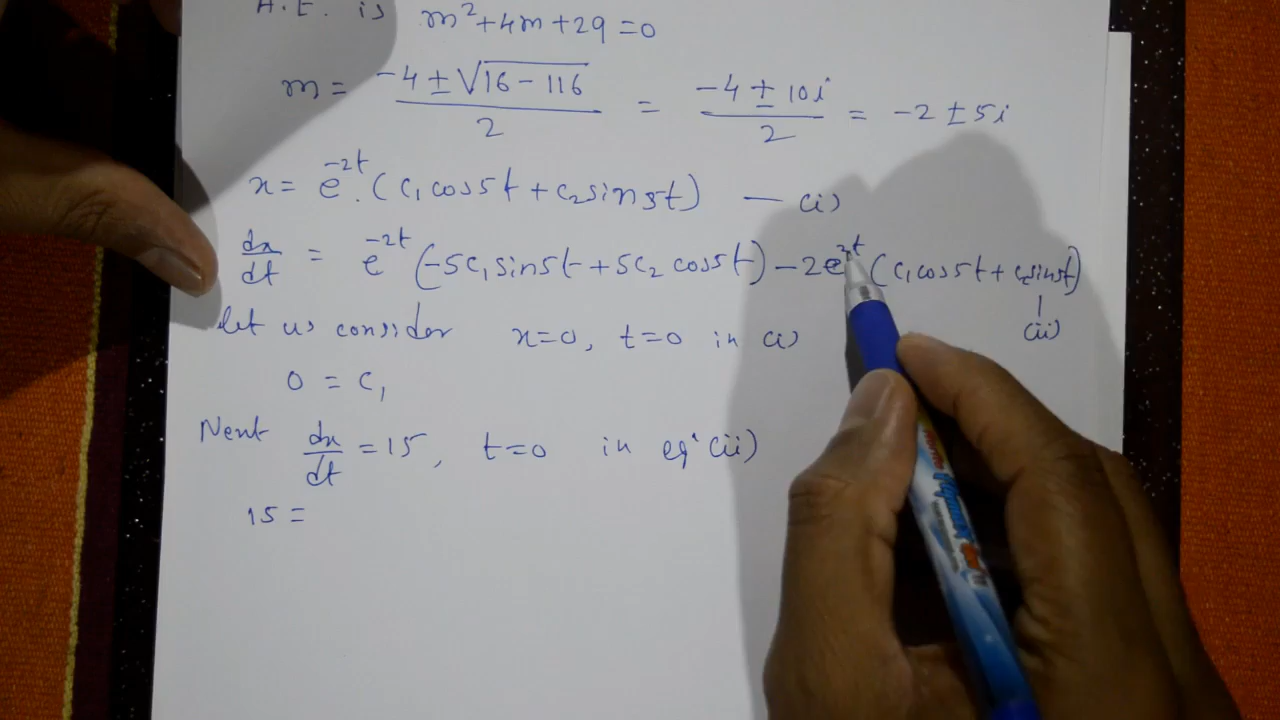 A.E. is m²+4m+29=0
m = -4 ± √16-116 / 2 = -4 ± 10i / 2 = -2 ± 5i
x = e^-2t. (c₁cos5t + c₂sin5t) — (i)
dx/dt = e^-2t (-5c₁sin5t + 5c₂cos5t) - 2e^-2t (c₁cos5t + c₂sin5t)
(ii)
let us consider x=0, t=0 in (i)
0 = c₁
Next dx/dt = 15, t=0 in eqⁿ(ii)
15 =